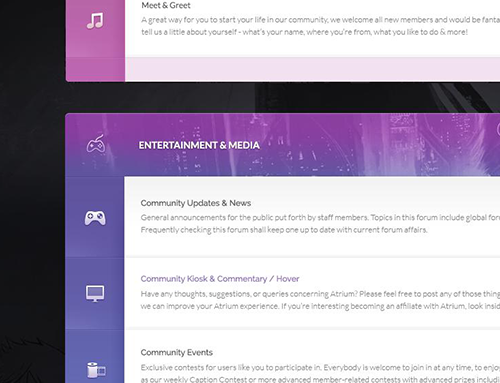 Meet & Greet
A great way for you to start your life in our community, we welcome all new members and would be
tell us a little about yourself - what's your name, where you're from, what you like to do & more!
ENTERTAINMENT & MEDIA
Community Updates & News
General announcements for the public put forth by staff members. Topics in this forum include global
Frequently checking this forum shall keep one up to date with current forum affairs.
Community Kiosk & Commentary / Hover
Have any thoughts, suggestions, or queries concerning Atrium? Please feel free to post any of those
we can improve your Atrium experience. If you're interesting becoming an affiliate with Atrium, look
Community Events
Exclusive contests for users like you to participate in. Everybody is welcome to join in at any time, to
as our weekly Caption Contest or more advanced member-related contests with advanced prizes